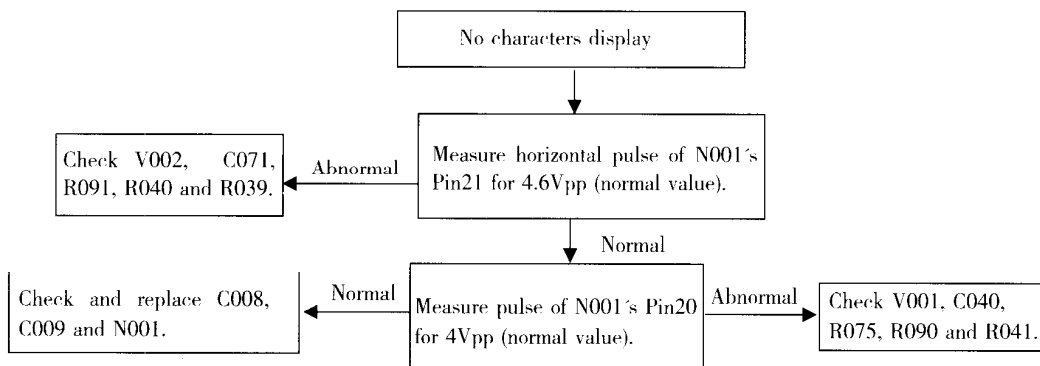 No characters display
Measure horizontal pulse of N001's
Pin21 for 4.6Vpp (normal value).
Abnormal
Check V002, C071,
R091, R040 and R039.
Normal
Measure pulse of N001's Pin20
for 4Vpp (normal value).
Normal
Check and replace C008,
C009 and N001.
Abnormal
Check V001, C040,
R075, R090 and R041.